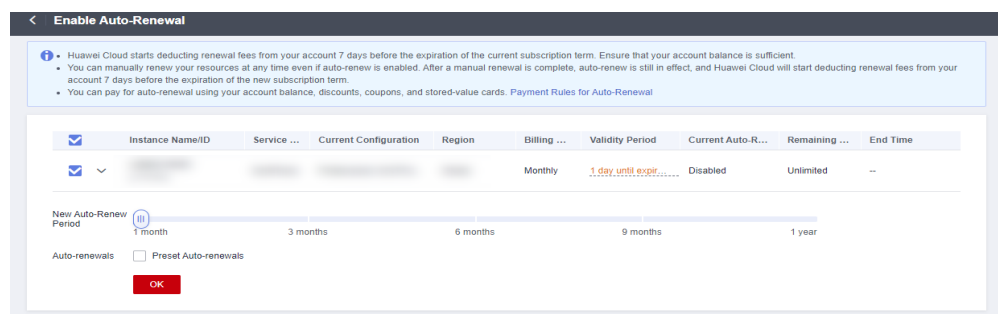 < Enable Auto-Renewal
• Huawei Cloud starts deducting renewal fees from your account 7 days before the expiration of the current subscription term. Ensure that your account balance is sufficient.
• You can manually renew your resources at any time even if auto-renew is enabled. After a manual renewal is complete, auto-renew is still in effect, and Huawei Cloud will start deducting renewal fees from your
account 7 days before the expiration of the new subscription term.
• You can pay for auto-renewal using your account balance, discounts, coupons, and stored-value cards. Payment Rules for Auto-Renewal
Instance Name/ID Service ... Current Configuration Region Billing ... Validity Period Current Auto-R... Remaining ... End Time
Monthly 1 day until expir... Disabled Unlimited --
New Auto-Renew
Period
1 month 3 months 6 months 9 months 1 year
Auto-renewals Preset Auto-renewals
OK